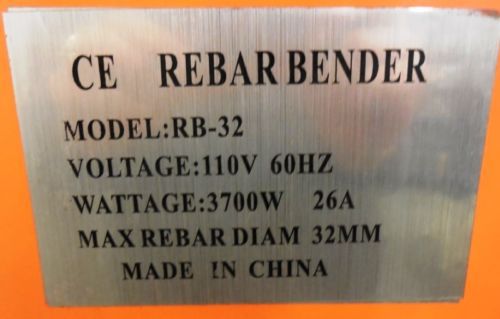 CE REBAR BENDER
MODEL:RB-32
VOLTAGE:110V 60HZ
WATTAGE:3700W 26A
MAX REBAR DIAM 32MM
MADE IN CHINA